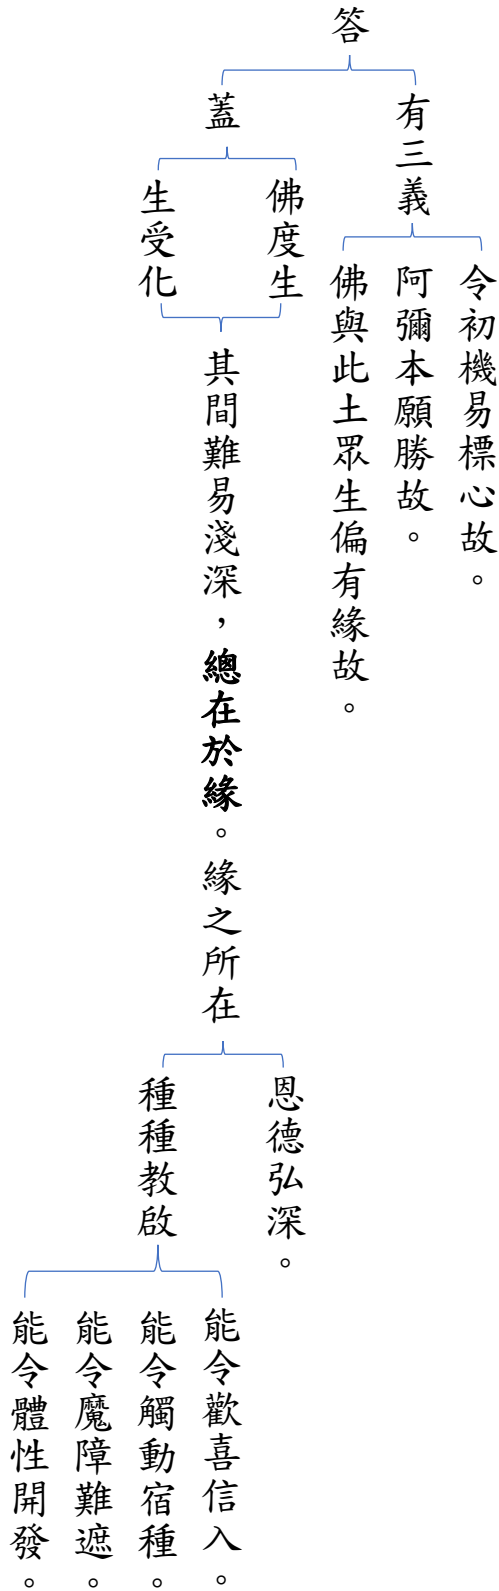 答
有三義
令初機易標心故。
阿彌本願勝故。
佛與此土眾生偏有緣故。
蓋
佛度生
生受化
其間難易淺深，總在於緣。緣之所在
恩德弘深。
種種教啟
能令歡喜信入。
能令觸動宿種。
能令魔障難遮。
能令體性開發。